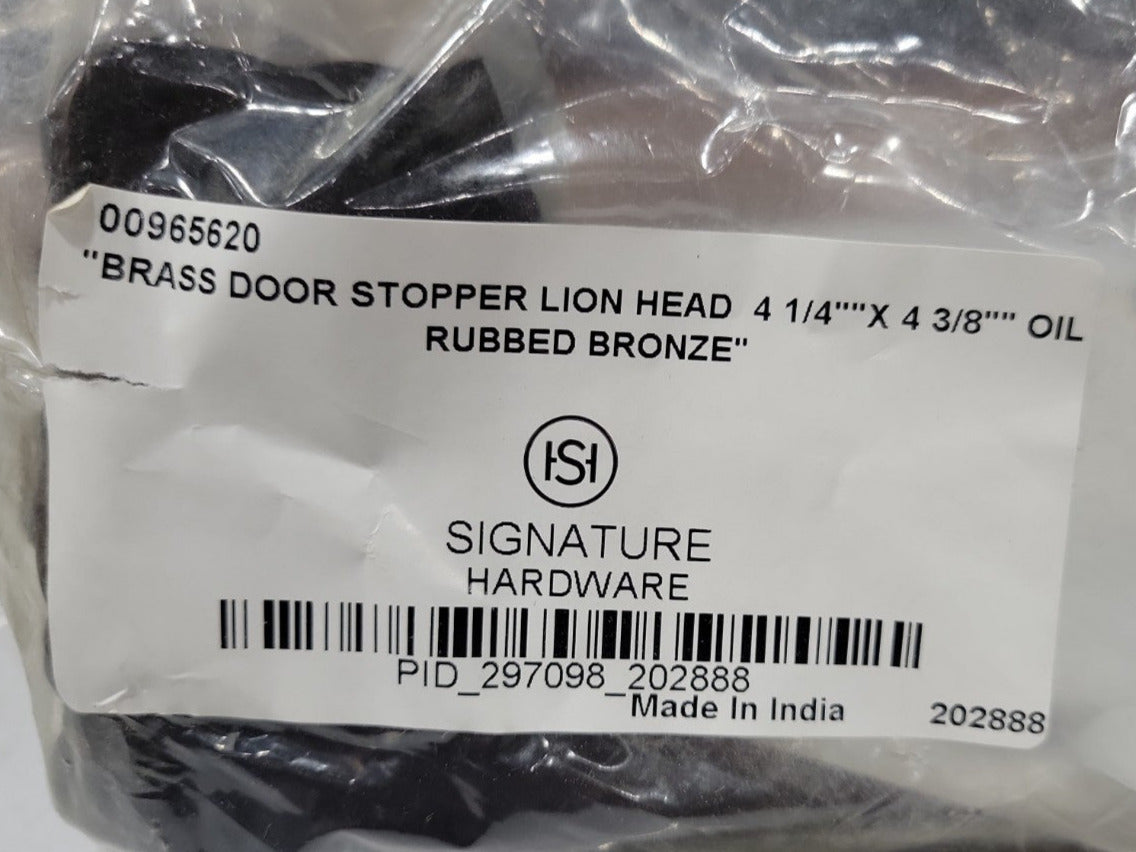 00965620
"BRASS DOOR STOPPER LION HEAD 4 1/4""X 4 3/8"" OIL
RUBBED BRONZE"
HSH
SIGNATURE
HARDWARE
PID_297098_202888
Made In India 202888